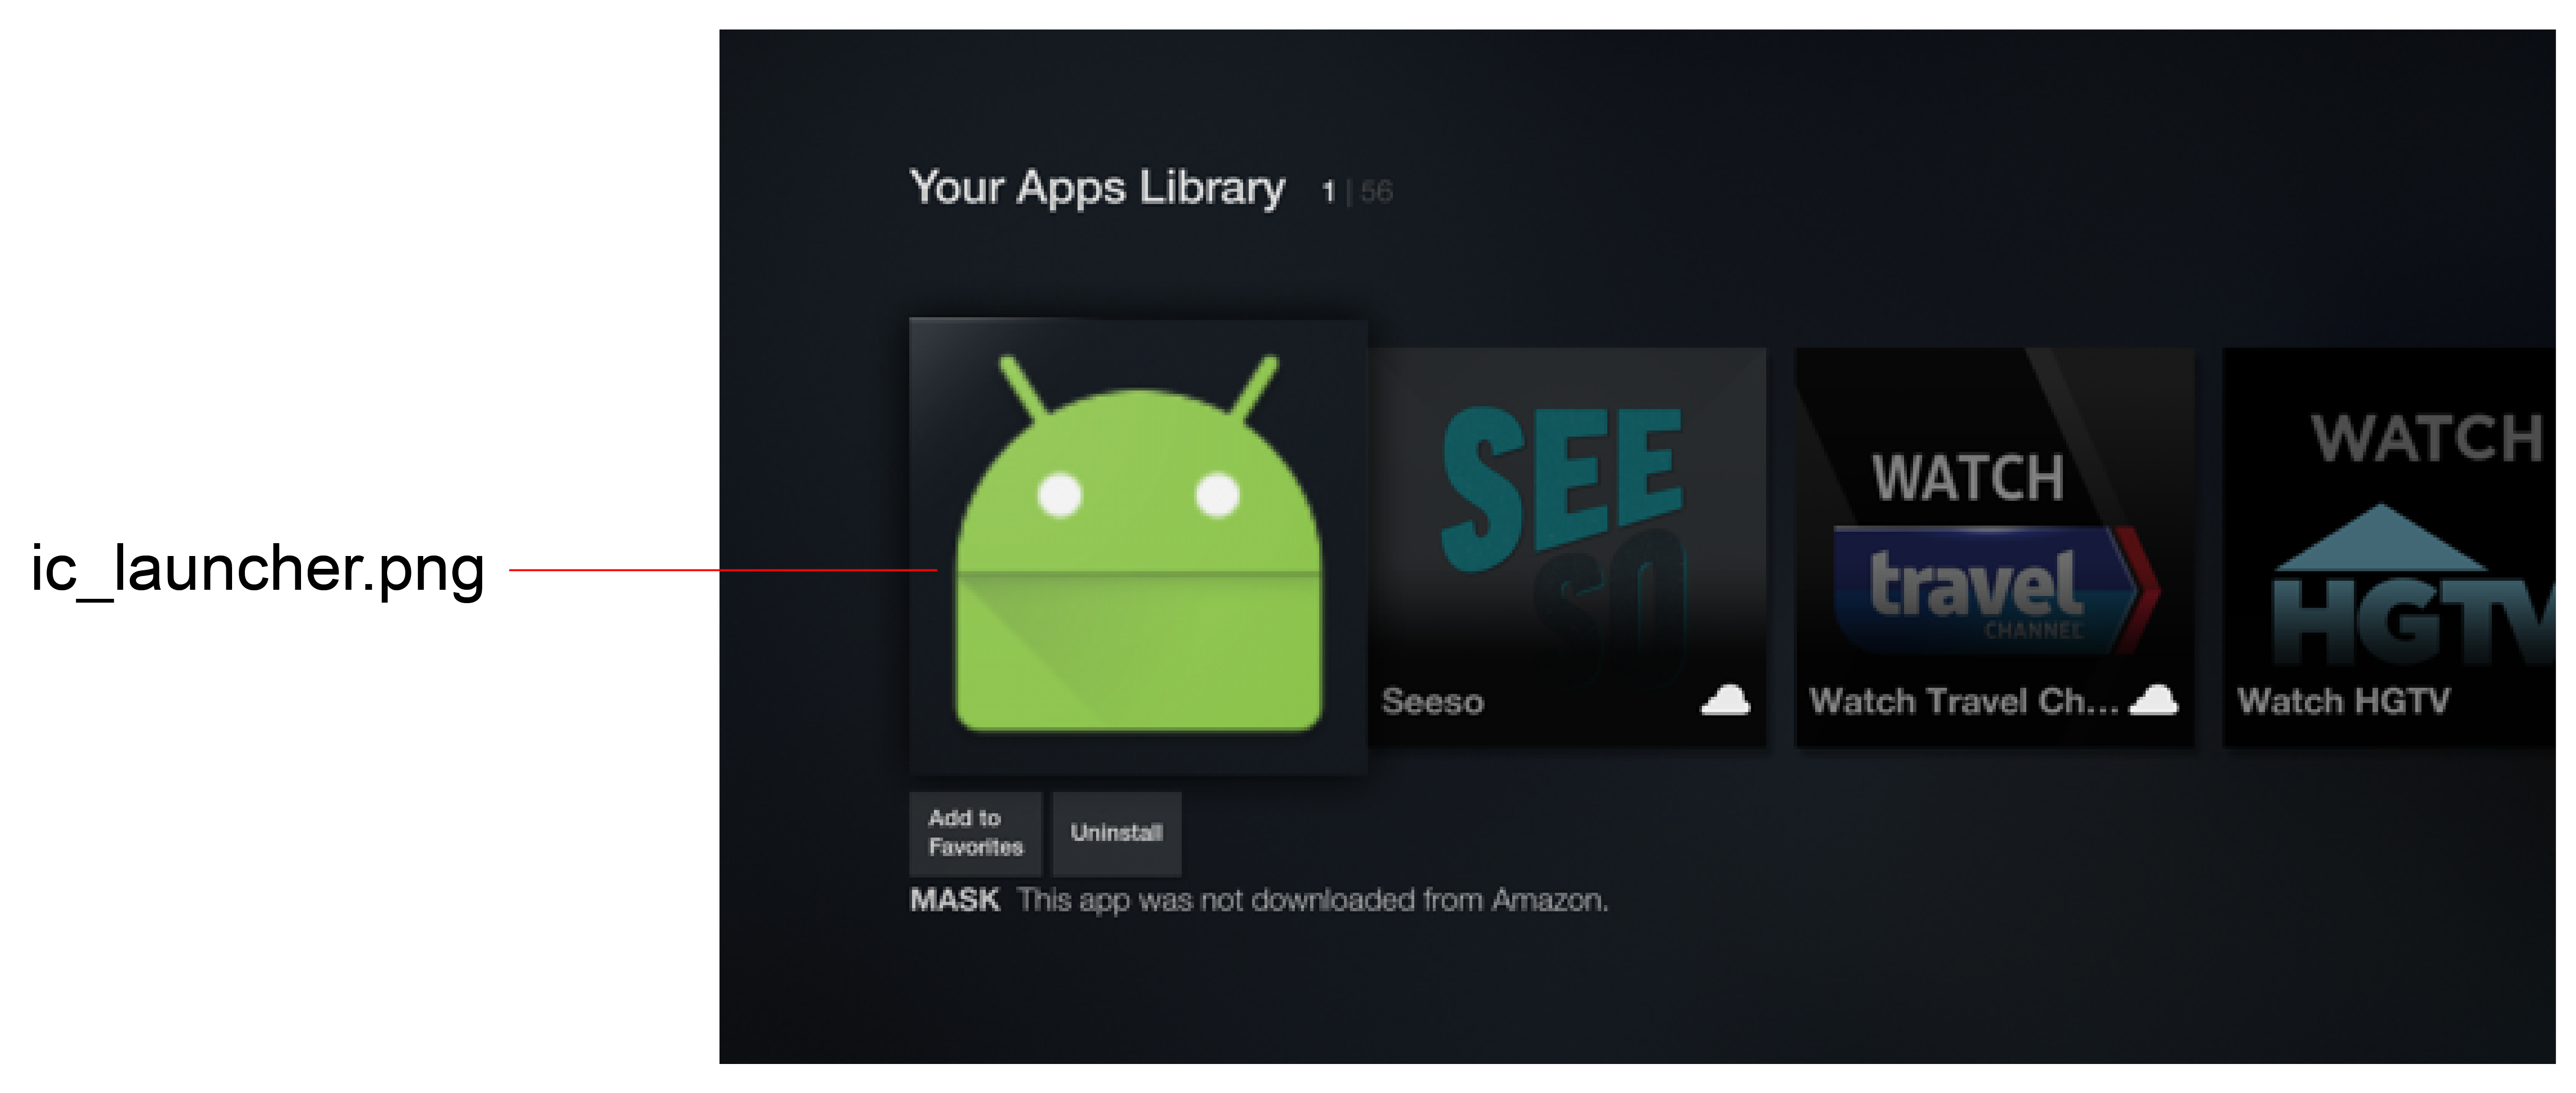 Your Apps Library 1 | 56
ic_launcher.png
SEE
SO
Seeso
WATCH
travel
CHANNEL
Watch Travel Ch...
WATCH
HGTV
Watch HGTV
Add to
Favorites
Uninstall
MASK This app was not downloaded from Amazon.